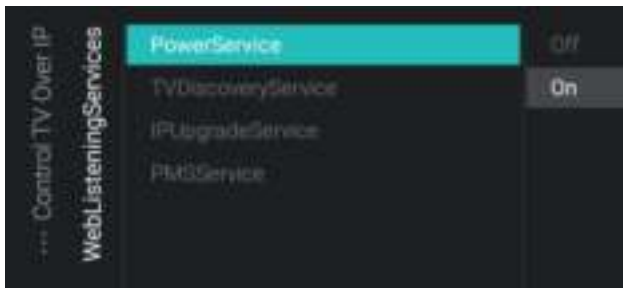 --- Control TV Over IP
WebListeningServices
PowerService
TVDiscoveryService
IPUpgradeService
PMSService
Off
On